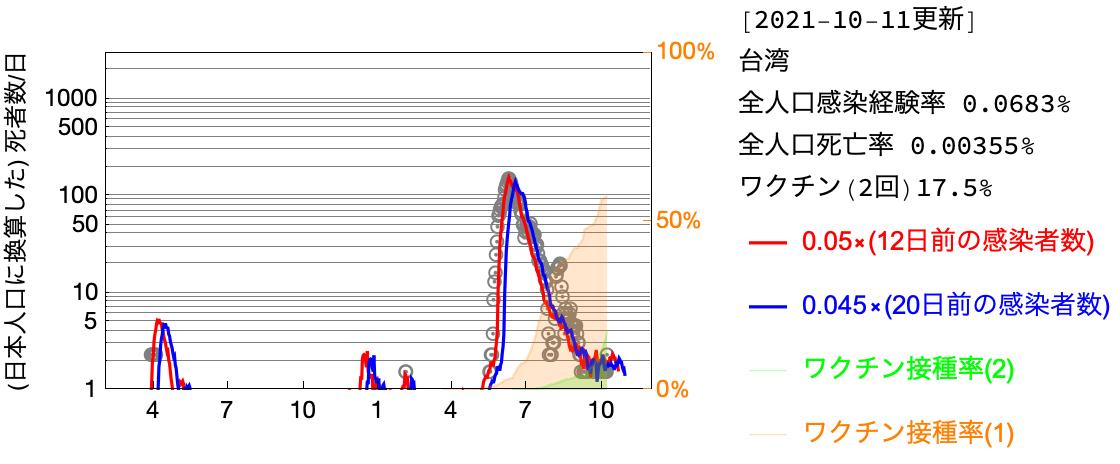 [2021-10-11更新]
台湾
全人口感染経験率 0.0683%
全人口死亡率 0.00355%
ワクチン(2回)17.5%
0.05×(12日前の感染者数)
0.045×(20日前の感染者数)
ワクチン接種率(2)
ワクチン接種率(1)
(日本人口に換算した) 死者数/日
1000
500
100
50
10
5
1
100%
50%
0%
4 7 10 1 4 7 10